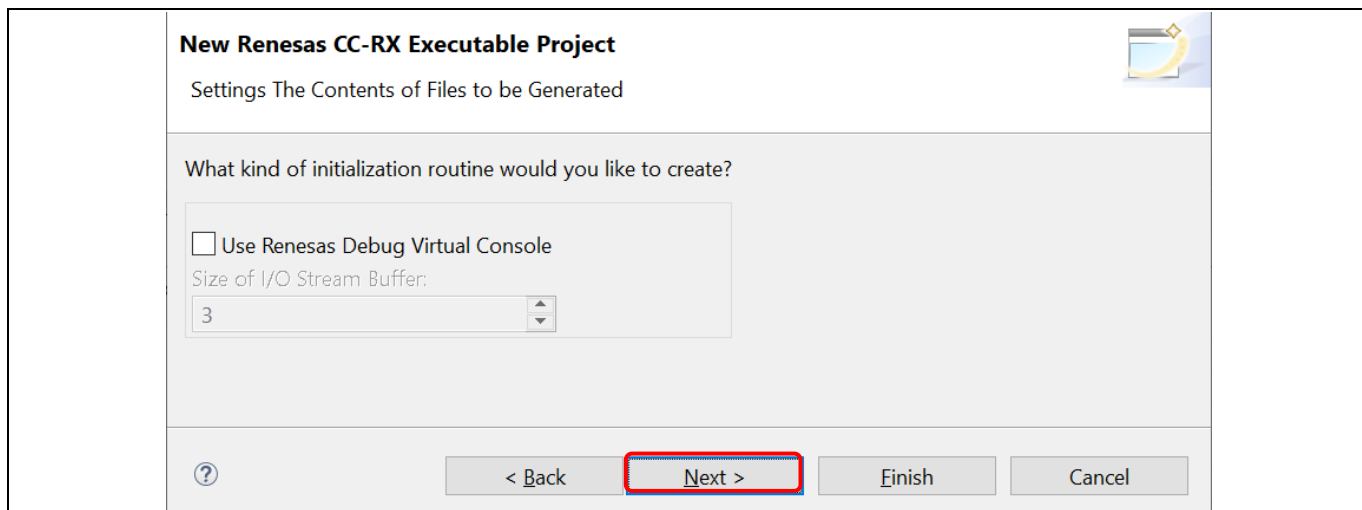 New Renesas CC-RX Executable Project
Settings The Contents of Files to be Generated
What kind of initialization routine would you like to create?
Use Renesas Debug Virtual Console
Size of I/O Stream Buffer:
3
?
< Back
Next >
Finish
Cancel